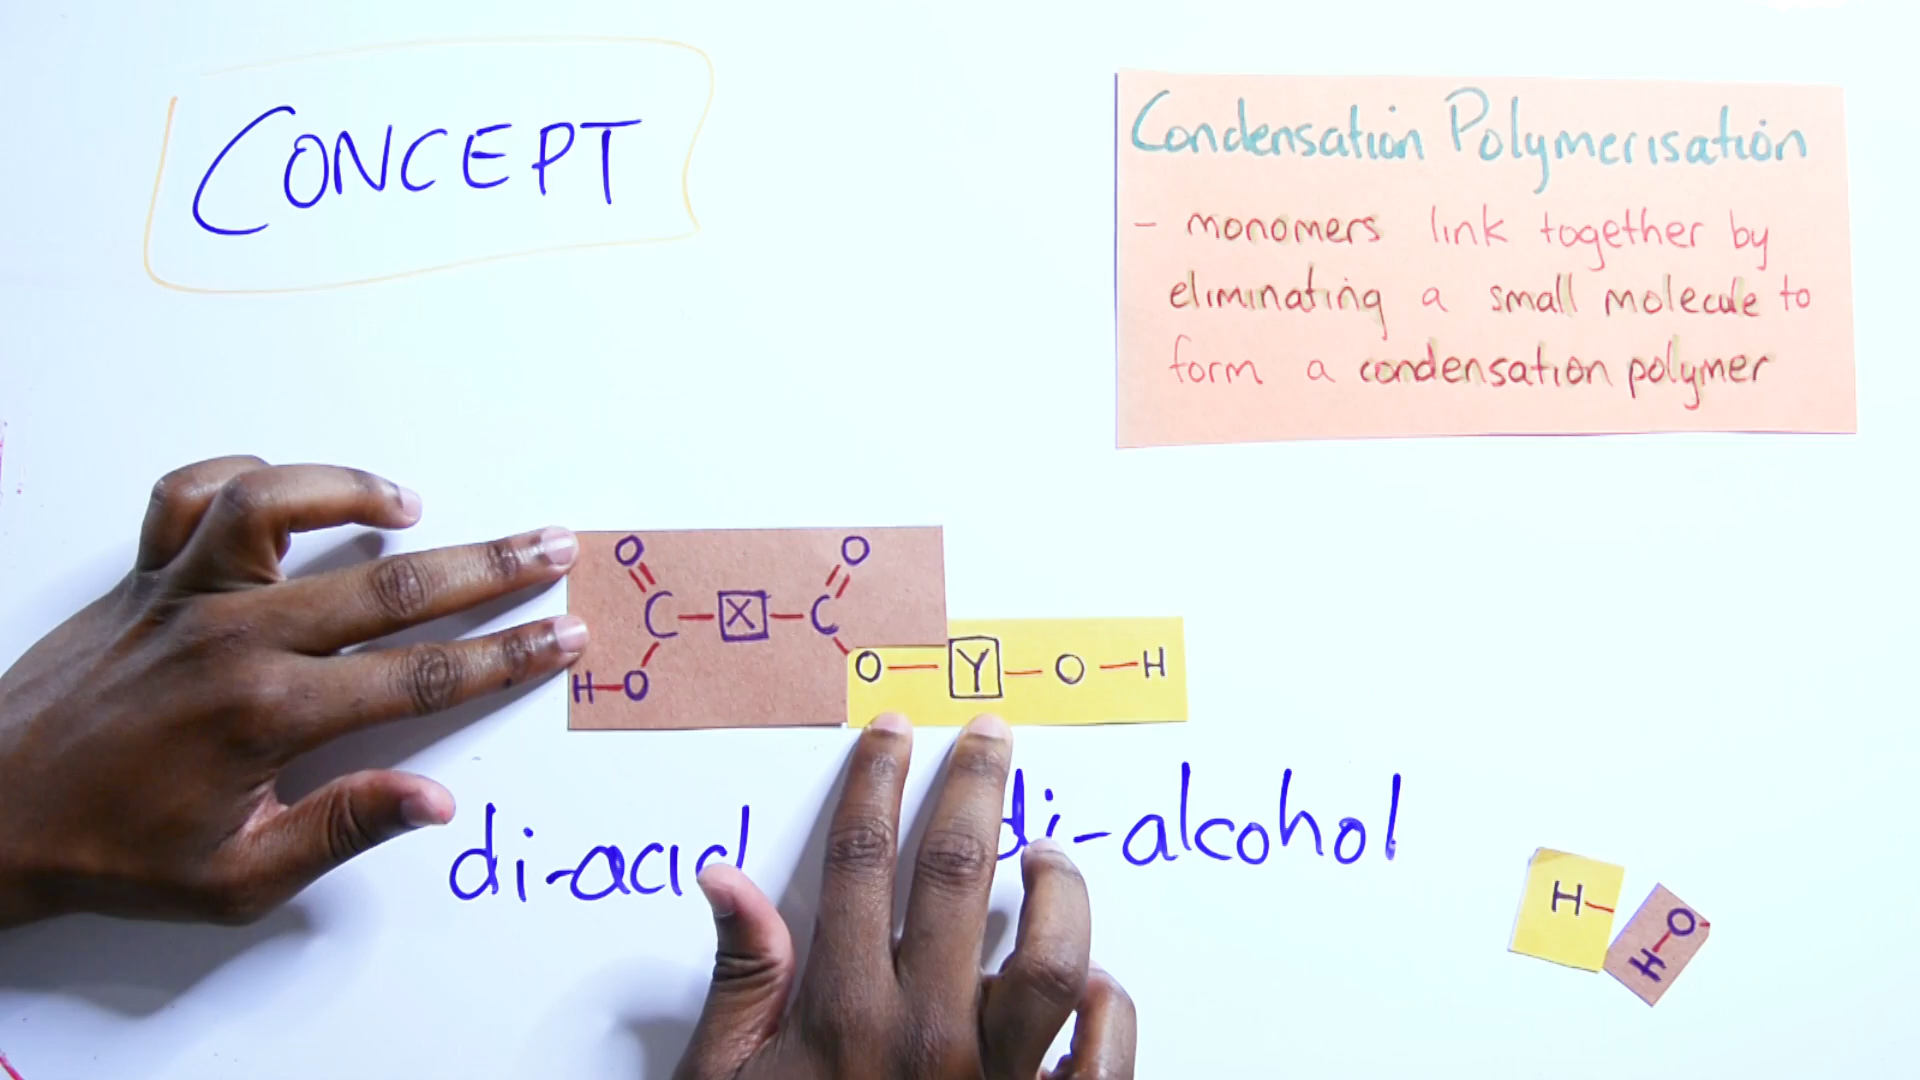 CONCEPT
Condensation Polymerisation
- monomers link together by
eliminating a small molecule to
form a condensation polymer
O O
C — X — C
H—O
O — Y — O — H
di-acid
di-alcohol
H—
H—O